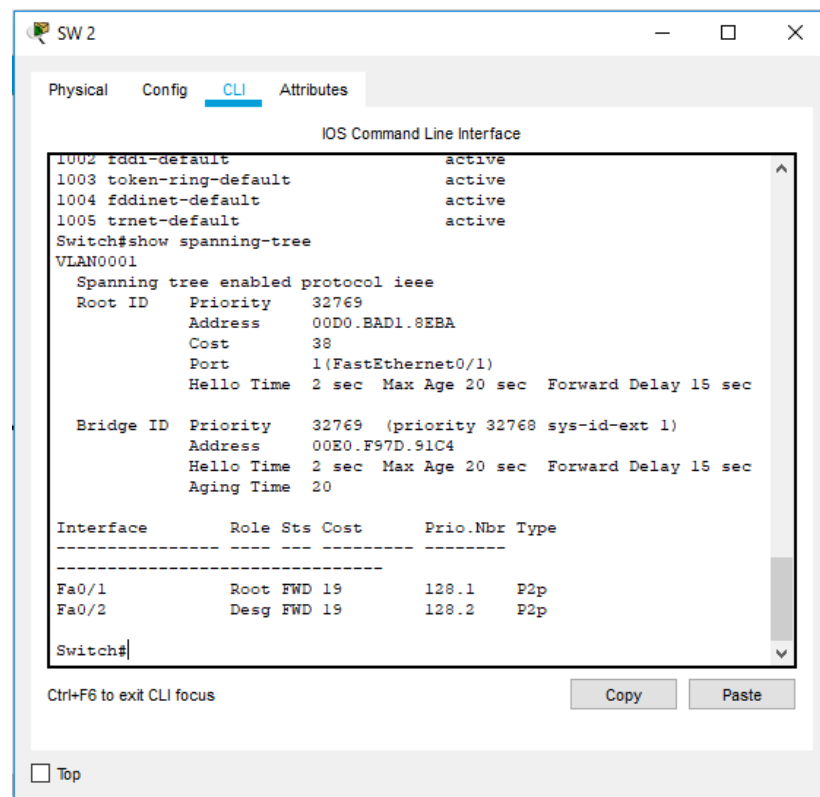 SW 2
Physical Config CLI Attributes
IOS Command Line Interface
1002 fddi-default                     active
1003 token-ring-default               active
1004 fddinet-default                  active
1005 trnet-default                    active
Switch#show spanning-tree
VLAN0001
  Spanning tree enabled protocol ieee
  Root ID    Priority    32769
             Address     00D0.BAD1.8EBA
             Cost        38
             Port        1(FastEthernet0/1)
             Hello Time  2 sec  Max Age 20 sec  Forward Delay 15 sec
  Bridge ID  Priority    32769  (priority 32768 sys-id-ext 1)
             Address     00E0.F97D.91C4
             Hello Time  2 sec  Max Age 20 sec  Forward Delay 15 sec
             Aging Time  20
Interface        Role Sts Cost      Prio.Nbr Type
---------------- ---- --- --------- --------
--------------------------------
Fa0/1            Root FWD 19        128.1    P2p
Fa0/2            Desg FWD 19        128.2    P2p
Switch#
Ctrl+F6 to exit CLI focus
Copy
Paste
Top